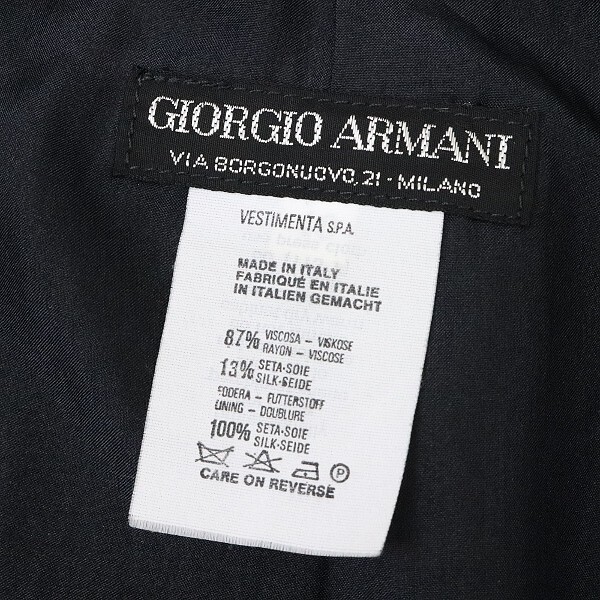 GIORGIO ARMANI
VIA BORGONUOVO, 21 - MILANO
VESTIMENTA S.P.A.
MADE IN ITALY
FABRIQUÉ EN ITALIE
IN ITALIEN GEMACHT
87% VISCOSA - VISKOSE
RAYON - VISCOSE
13% SETA-SOIE
SILK-SEIDE
FODERA - FUTTERSTOFF
LINING - DOUBLURE
100% SETA-SOIE
SILK-SEIDE
P
CARE ON REVERSE